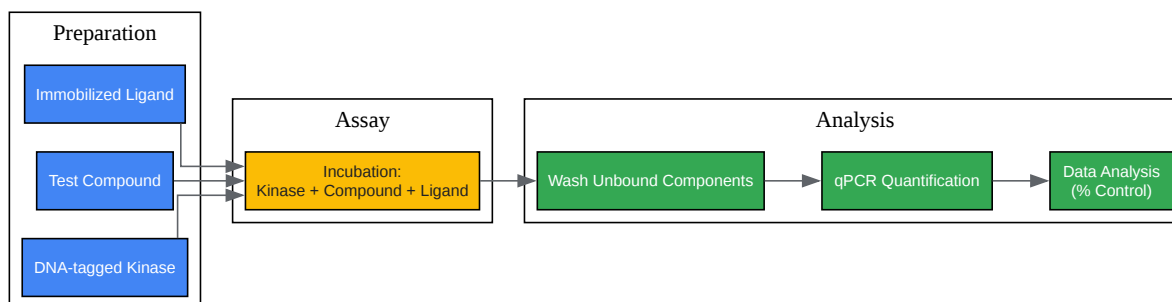 Preparation
Immobilized Ligand
Test Compound
DNA-tagged Kinase
Assay
Incubation:
Kinase + Compound + Ligand
Analysis
Wash Unbound Components
qPCR Quantification
Data Analysis
(% Control)